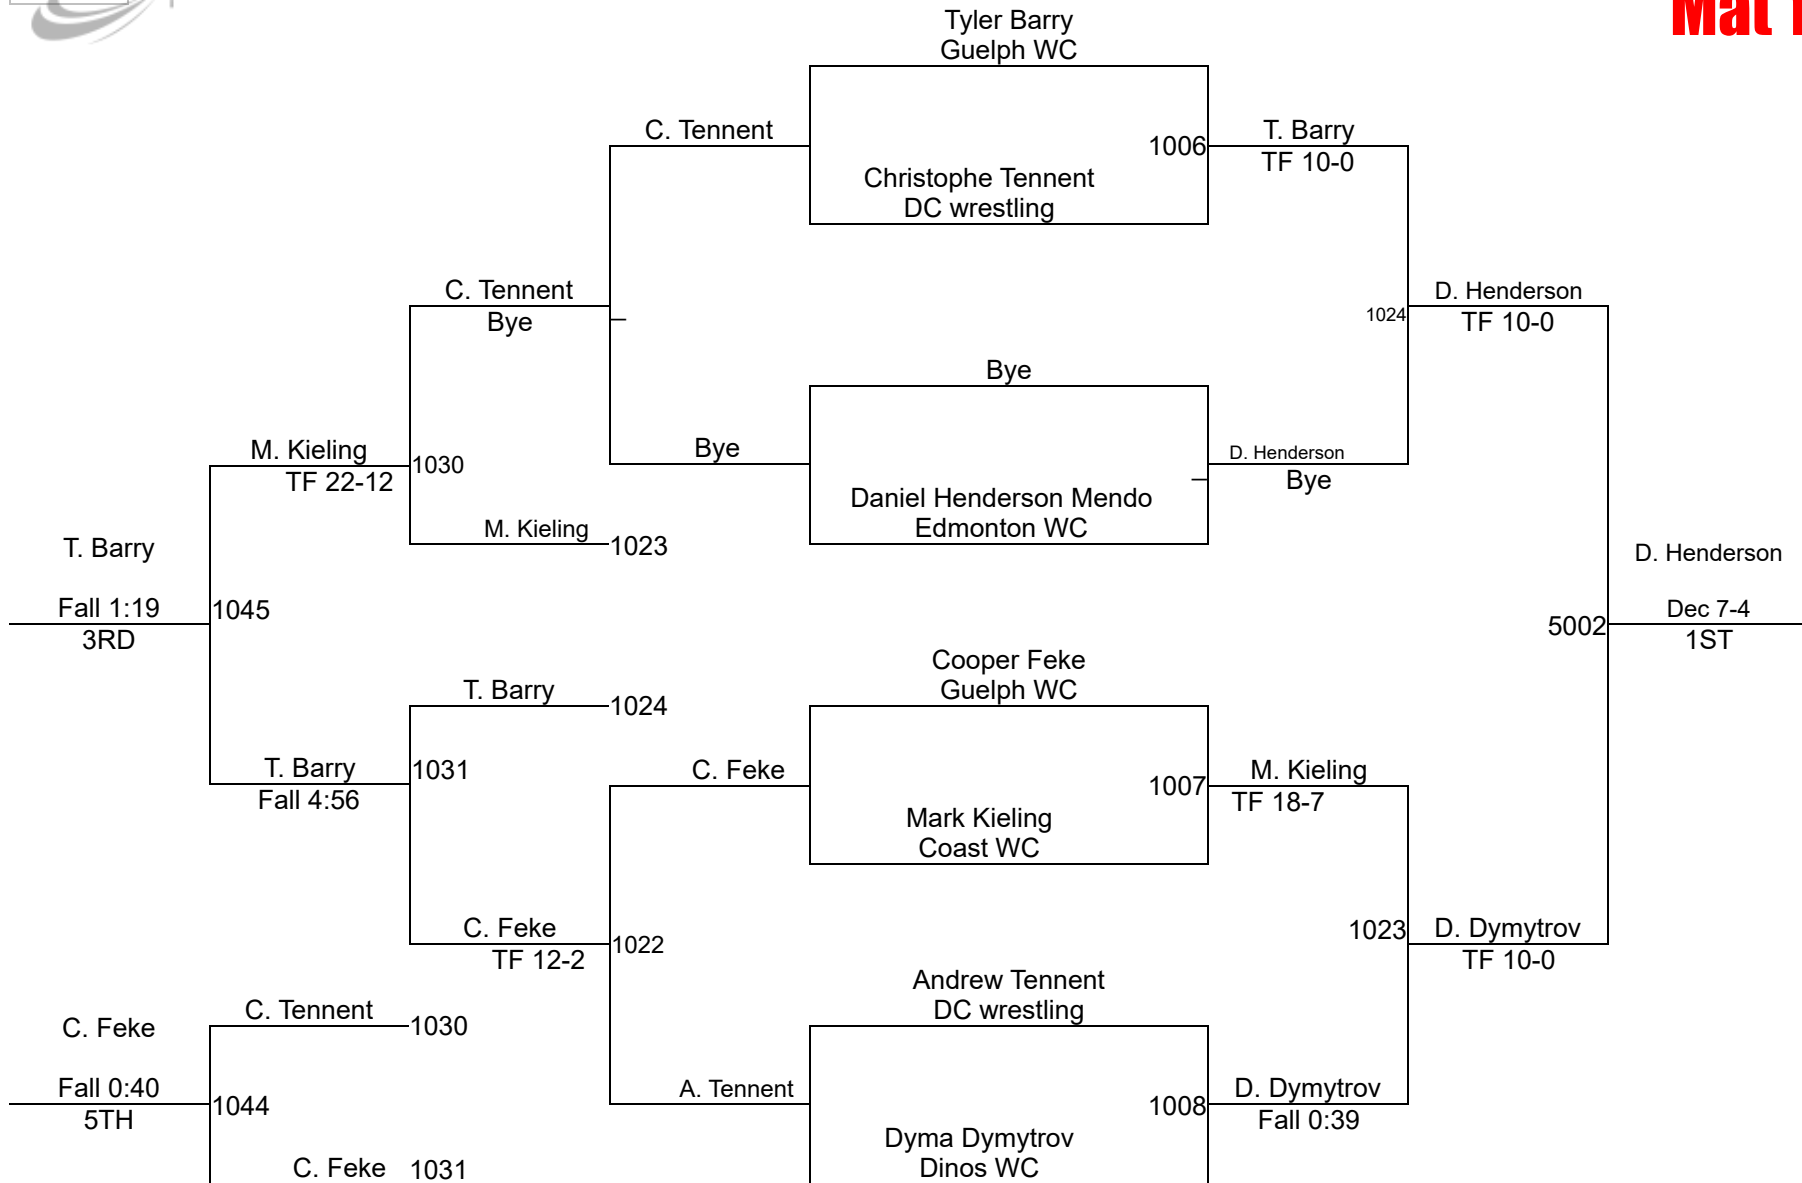 Mat
Tyler Barry
Guelph WC
C. Tennent
1006
T. Barry
TF 10-0
Christophe Tennent
DC wrestling
C. Tennent
Bye
1024
D. Henderson
TF 10-0
Bye
M. Kieling
TF 22-12
1030
Bye
D. Henderson
Bye
Daniel Henderson Mendo
Edmonton WC
M. Kieling
1023
T. Barry
Fall 1:19
3RD
1045
D. Henderson
Dec 7-4
1ST
5002
Cooper Feke
Guelph WC
T. Barry
1024
T. Barry
Fall 4:56
1031
C. Feke
1007
M. Kieling
TF 18-7
Mark Kieling
Coast WC
C. Feke
TF 12-2
1022
1023
D. Dymytrov
TF 10-0
Andrew Tennent
DC wrestling
C. Tennent
1030
C. Feke
Fall 0:40
5TH
1044
A. Tennent
1008
D. Dymytrov
Fall 0:39
Dyma Dymytrov
Dinos WC
C. Feke
1031